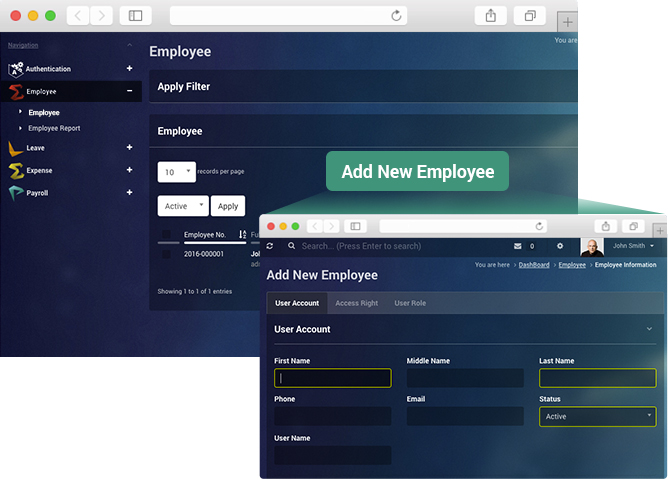 You are
Navigation
Employee
Authentication
Apply Filter
Employee
Employee
Employee
Employee Report
Leave
10 records per page
Add New Employee
Expense
Payroll
Active Apply
Employee No.
2016-000001
Showing 1 to 1 of 1 entries
Search... (Press Enter to search)
0
John Smith
You are here > DashBoard > Employee > Employee Information
Add New Employee
User Account Access Right User Role
User Account
First Name Middle Name Last Name
Phone Email Status
Active
User Name